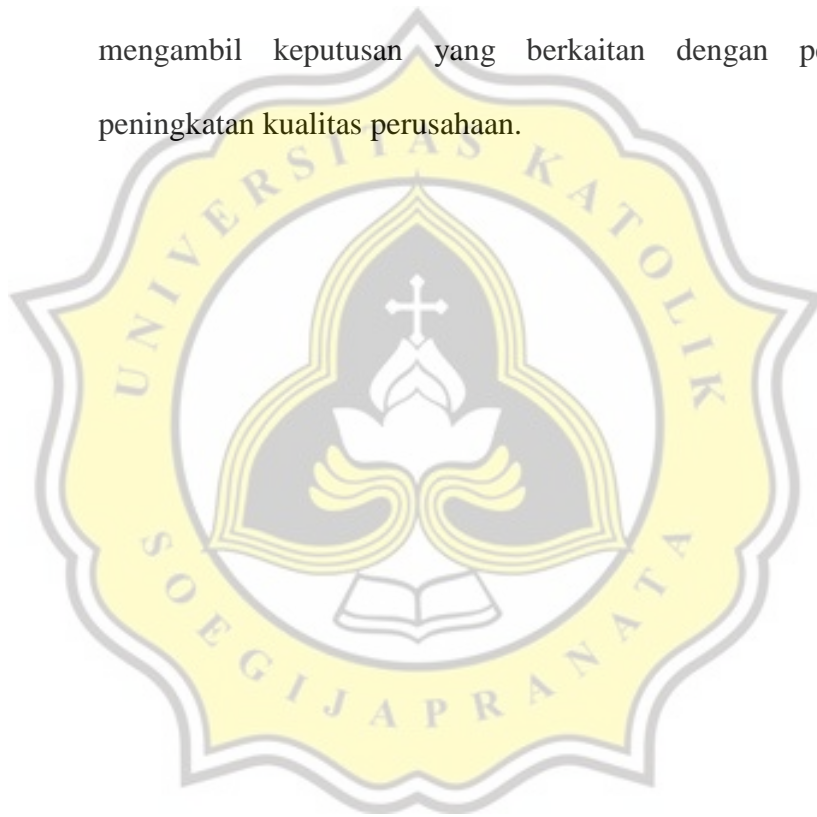 mengambil keputusan yang berkaitan dengan
peningkatan kualitas perusahaan.
UNIVERSITAS KATOLIK
SOEGIJAPRANATA